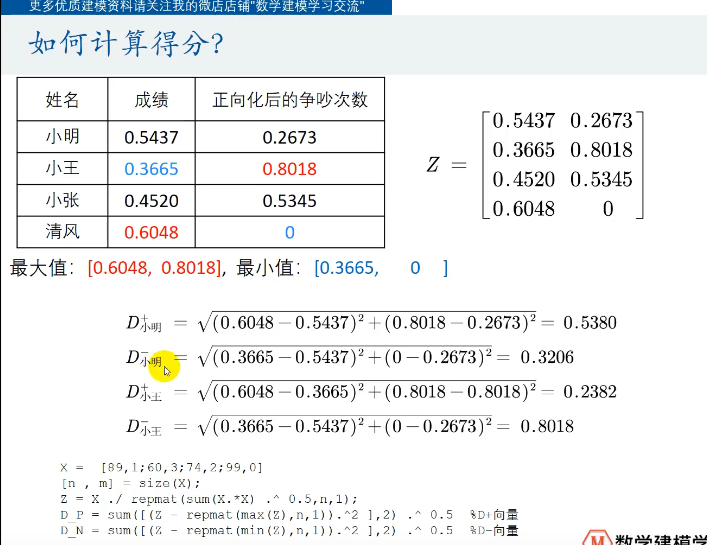 更多优质建模资料请关注我的微店店铺"数学建模学习交流"
如何计算得分?
姓名 成绩 正向化后的争吵次数
小明 0.5437 0.2673
小王 0.3665 0.8018
小张 0.4520 0.5345
清风 0.6048 0
Z = [0.5437 0.2673
0.3665 0.8018
0.4520 0.5345
0.6048 0]
最大值：[0.6048, 0.8018]，最小值：[0.3665, 0 ]
D⁺小明 = √(0.6048−0.5437)²+(0.8018−0.2673)² = 0.5380
D⁻小明 = √(0.3665−0.5437)²+(0−0.2673)² = 0.3206
D⁺小王 = √(0.6048−0.3665)²+(0.8018−0.8018)² = 0.2382
D⁻小王 = √(0.3665−0.5437)²+(0−0.2673)² = 0.8018
X = [89,1;60,3;74,2;99,0]
[n , m] = size(X);
Z = X ./ repmat(sum(X.*X) .^ 0.5,n,1);
D_P = sum([(Z - repmat(max(Z),n,1)).^2 ],2) .^ 0.5 %D+向量
D_N = sum([(Z - repmat(min(Z),n,1)).^2 ],2) .^ 0.5 %D-向量
数学建模学